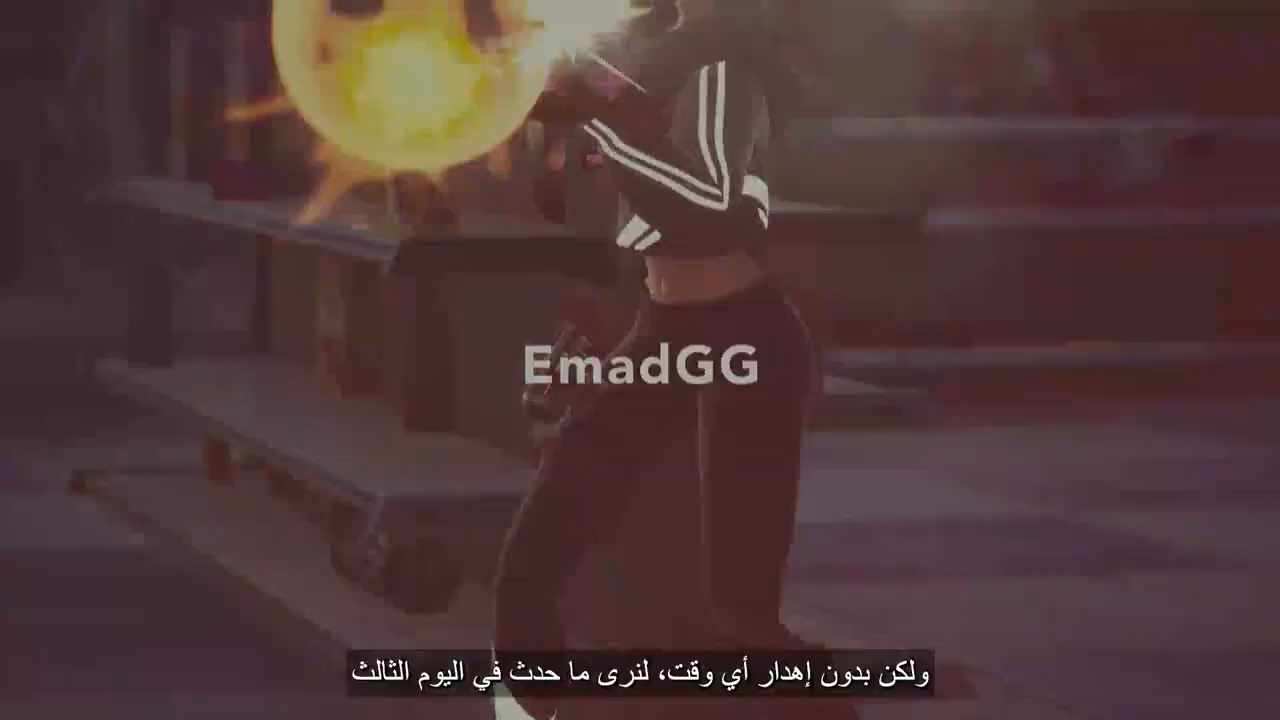 EmadGG
ولكن بدون إهدار أي وقت، لنرى ما حدث في اليوم الثالث